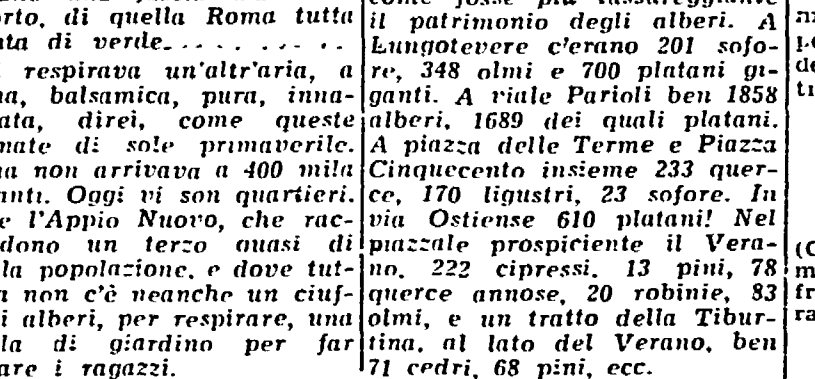 orto, di quella Roma tutta
ata di verde.. . . . . . . . .
i respirava un'altr'aria, a
na, balsamica, pura, inna-
ata, direi, come queste
nate di sole primaverile.
na non arrivava a 400 mila
anti. Oggi vi son quartieri.
e l'Appio Nuovo, che rac-
dono un terzo quasi di
la popolazione, e dove tut-
a non c'è neanche un ciuf-
i alberi, per respirare, una
la di giardino per far
are i ragazzi.
il patrimonio degli alberi. A
Lungotevere c'erano 201 sofo-
re, 348 olmi e 700 platani gi-
ganti. A viale Parioli ben 1858
alberi, 1689 dei quali platani.
A piazza delle Terme e Piazza
Cinquecento insieme 233 quer-
ce, 170 ligustri, 23 sofore. In
via Ostiense 610 platani! Nel
piazzale prospiciente il Vera-
no, 222 cipressi, 13 pini, 78
querce annose, 20 robinie, 83
olmi, e un tratto della Tibur-
tina, al lato del Verano, ben
71 cedri, 68 pini, ecc.